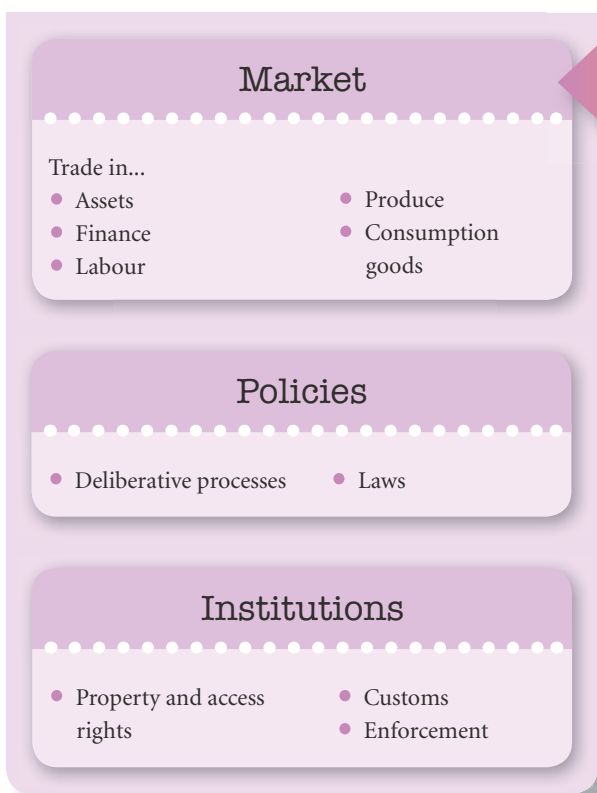 Market
Trade in...
Assets
Finance
Labour
Produce
Consumption
goods
Policies
Deliberative processes
Laws
Institutions
Property and access
rights
Customs
Enforcement